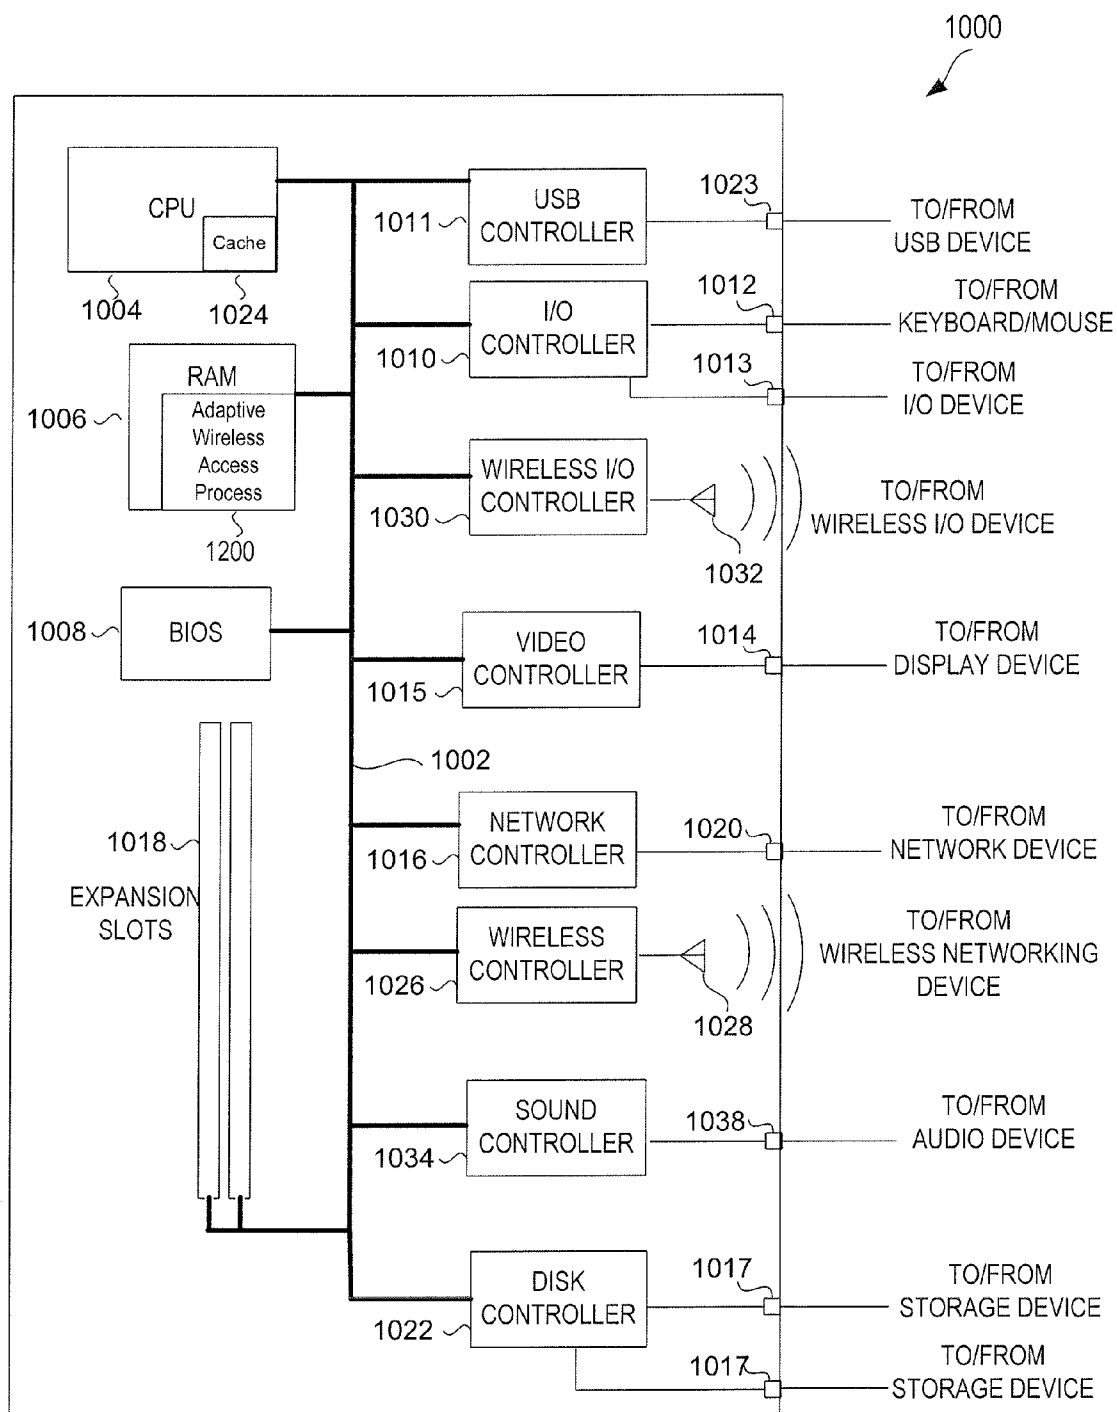 1000
CPU
Cache
1004
1024
USB
CONTROLLER
1011
1023
TO/FROM
USB DEVICE
I/O
CONTROLLER
1010
1012
TO/FROM
KEYBOARD/MOUSE
1013
TO/FROM
I/O DEVICE
RAM
Adaptive
Wireless
Access
Process
1006
1200
WIRELESS I/O
CONTROLLER
1030
1032
TO/FROM
WIRELESS I/O DEVICE
1008
BIOS
VIDEO
CONTROLLER
1015
1014
TO/FROM
DISPLAY DEVICE
1002
1018
EXPANSION
SLOTS
NETWORK
CONTROLLER
1016
1020
TO/FROM
NETWORK DEVICE
WIRELESS
CONTROLLER
1026
1028
TO/FROM
WIRELESS NETWORKING
DEVICE
SOUND
CONTROLLER
1034
1038
TO/FROM
AUDIO DEVICE
DISK
CONTROLLER
1022
1017
TO/FROM
STORAGE DEVICE
1017
TO/FROM
STORAGE DEVICE